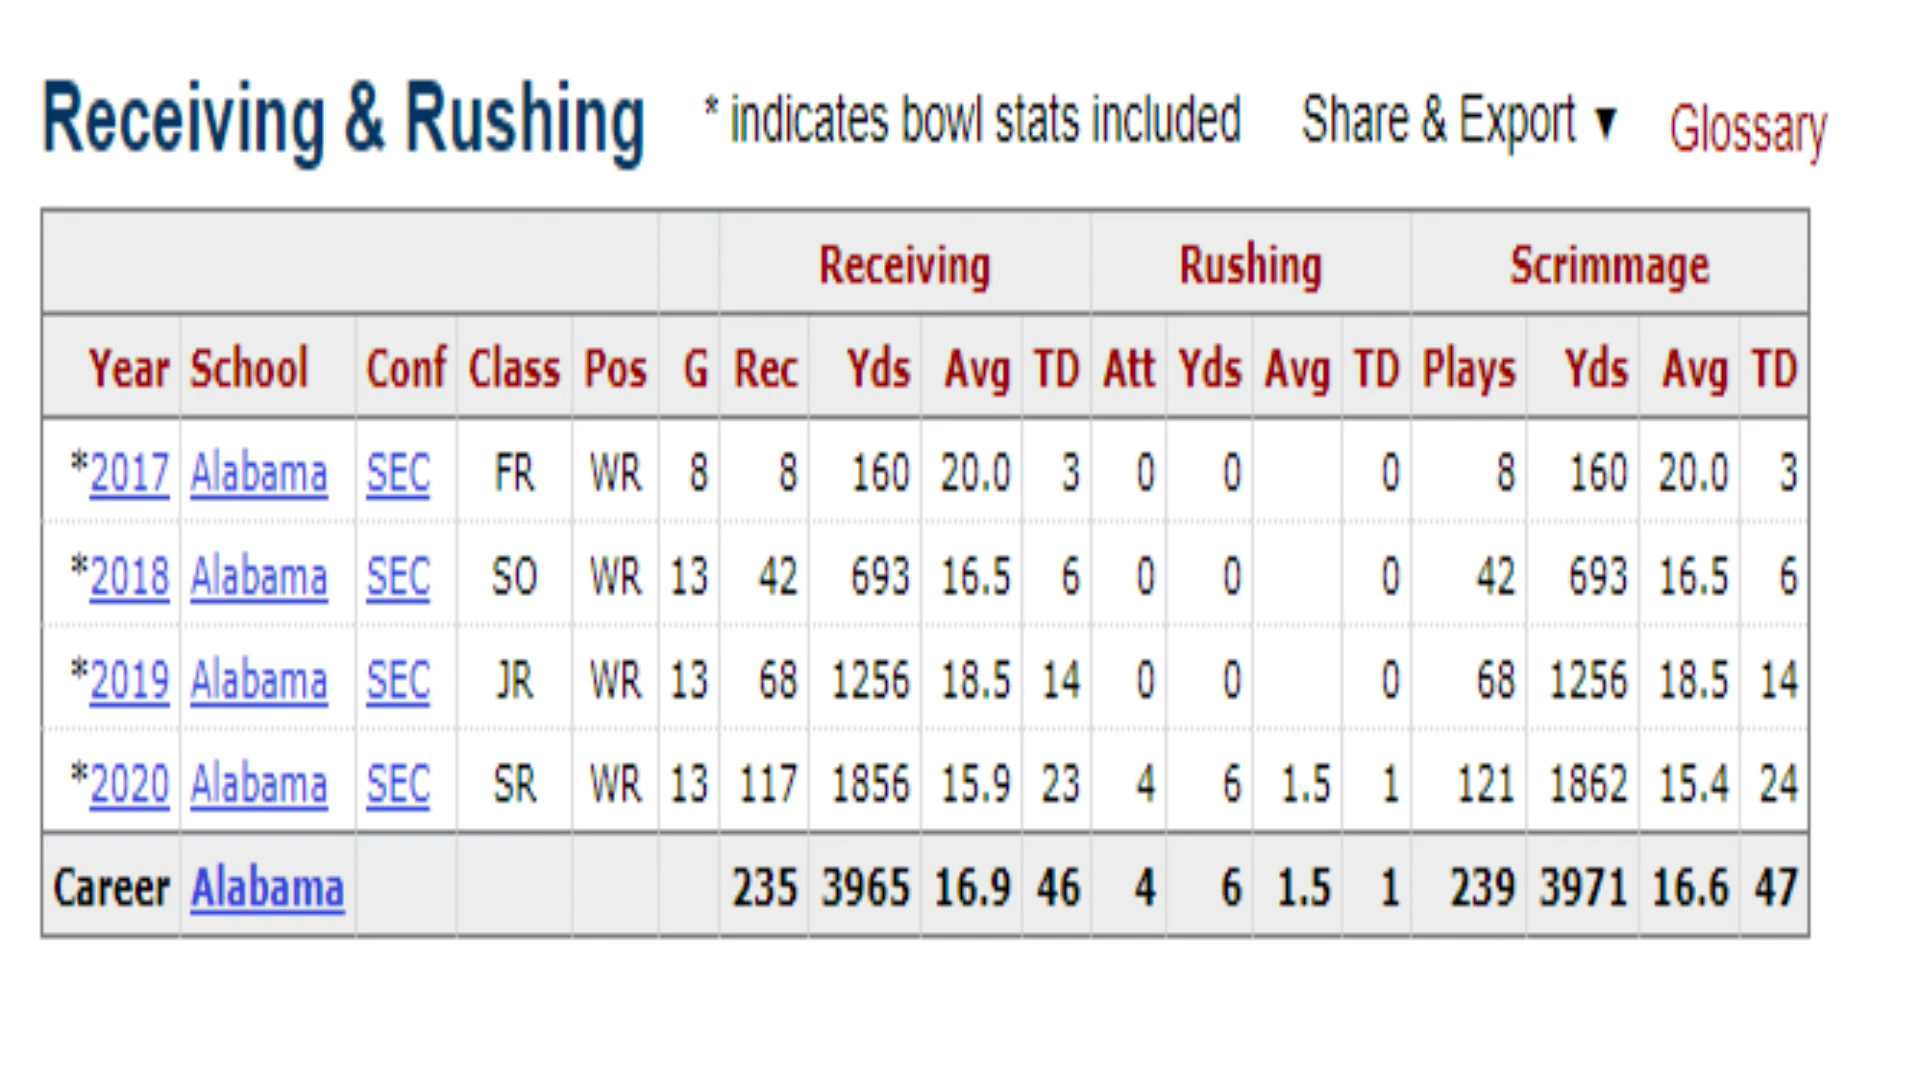 Receiving & Rushing * indicates bowl stats included Share & Export ▼ Glossary
Receiving Rushing Scrimmage
Year School Conf Class Pos G Rec Yds Avg TD Att Yds Avg TD Plays Yds Avg TD
*2017 Alabama SEC FR WR 8 8 160 20.0 3 0 0 0 8 160 20.0 3
*2018 Alabama SEC SO WR 13 42 693 16.5 6 0 0 0 42 693 16.5 6
*2019 Alabama SEC JR WR 13 68 1256 18.5 14 0 0 0 68 1256 18.5 14
*2020 Alabama SEC SR WR 13 117 1856 15.9 23 4 6 1.5 1 121 1862 15.4 24
Career Alabama 235 3965 16.9 46 4 6 1.5 1 239 3971 16.6 47